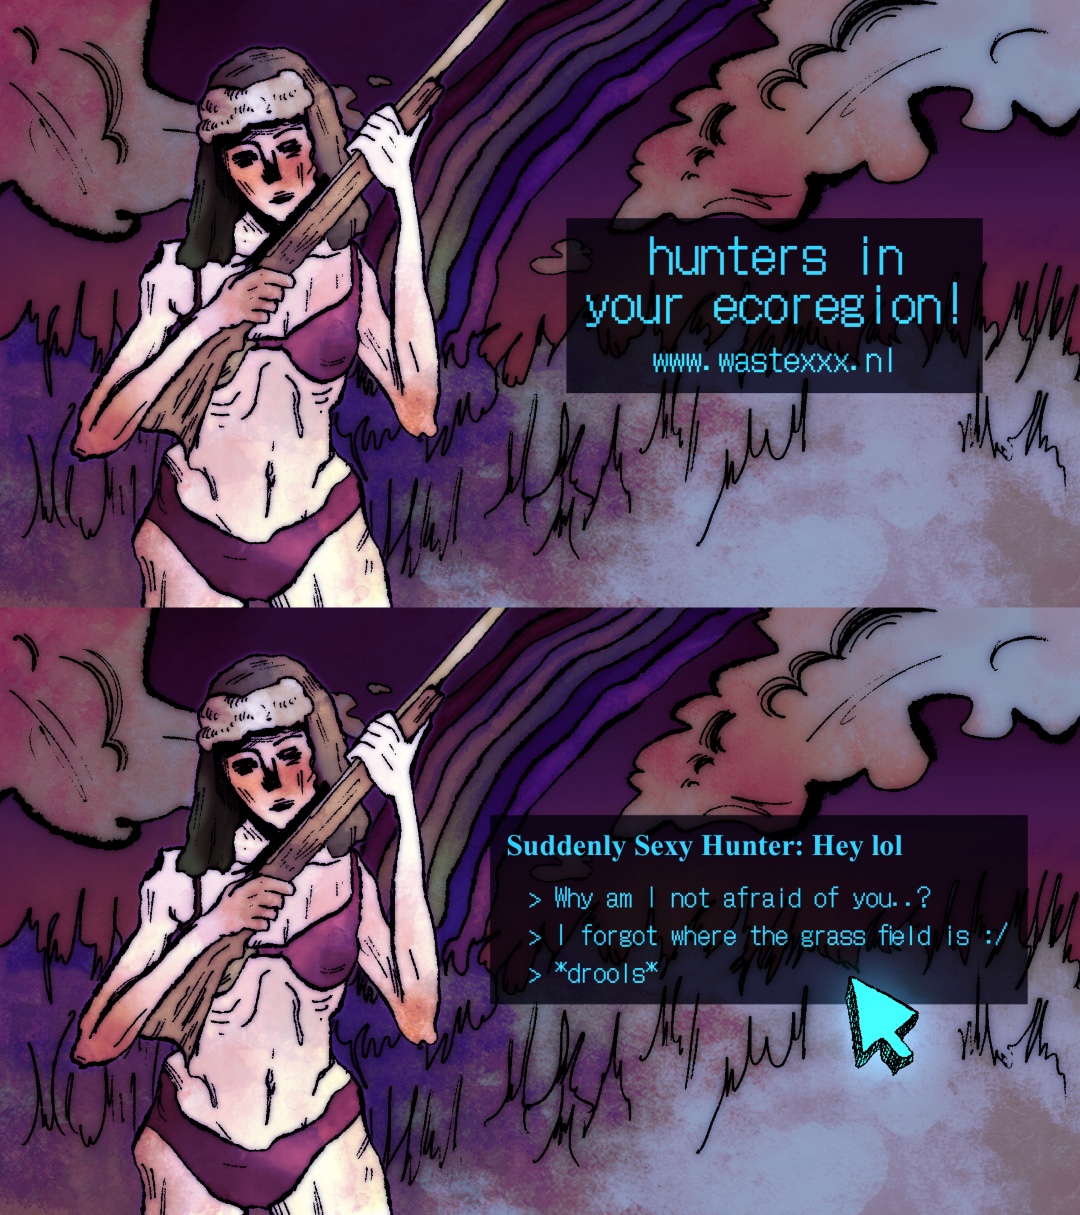 hunters in
your ecoregion!
www.wastexxx.nl
Suddenly Sexy Hunter: Hey lol
> Why am I not afraid of you..?
> I forgot where the grass field is :/
> *drools*